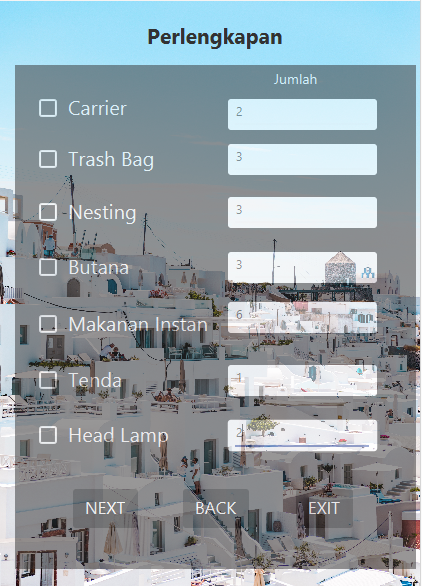 Perlengkapan
Jumlah
Carrier 2
Trash Bag 3
Nesting 3
Butana 3
Makanan Instan 6
Tenda 1
Head Lamp 2
NEXT BACK EXIT